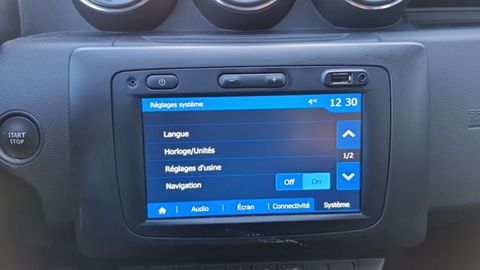 Réglages système 4°C 12 30
Langue
Horloge/Unités
1/2
Réglages d'usine
Navigation Off On
Audio Écran Connectivité Système
START
STOP